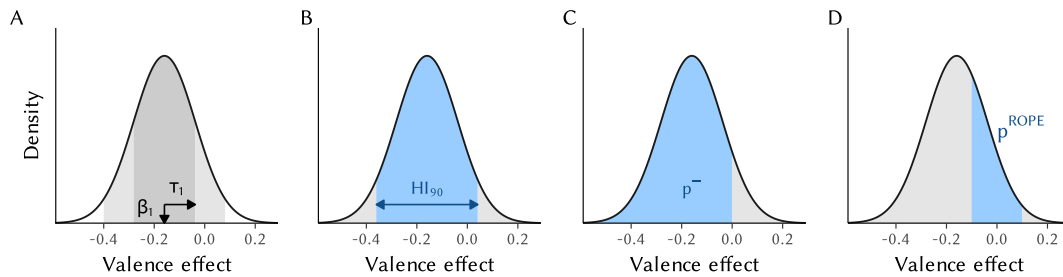 A
B
C
D
Density
β₁
τ₁
HI₉₀
p⁻
pᴿᴼᴾᴱ
-0.4 -0.2 0.0 0.2
-0.4 -0.2 0.0 0.2
-0.4 -0.2 0.0 0.2
-0.4 -0.2 0.0 0.2
Valence effect
Valence effect
Valence effect
Valence effect